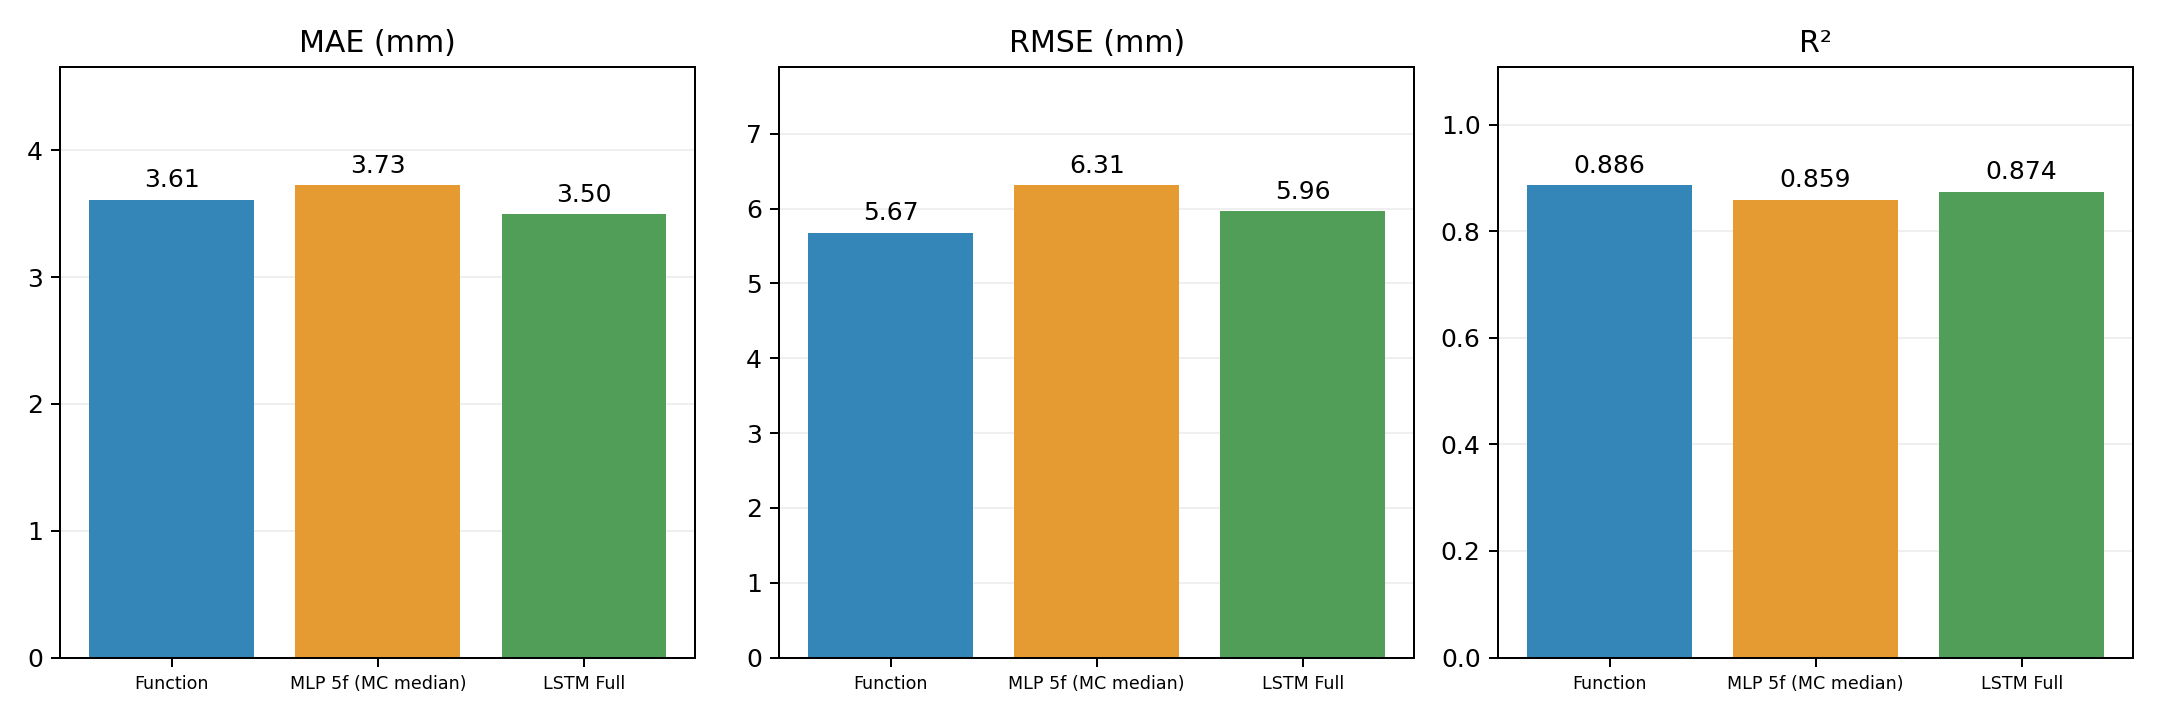 MAE (mm)
4
3
2
1
0
3.61
3.73
3.50
Function
MLP 5f (MC median)
LSTM Full
RMSE (mm)
7
6
5
4
3
2
1
0
5.67
6.31
5.96
Function
MLP 5f (MC median)
LSTM Full
R²
1.0
0.8
0.6
0.4
0.2
0.0
0.886
0.859
0.874
Function
MLP 5f (MC median)
LSTM Full